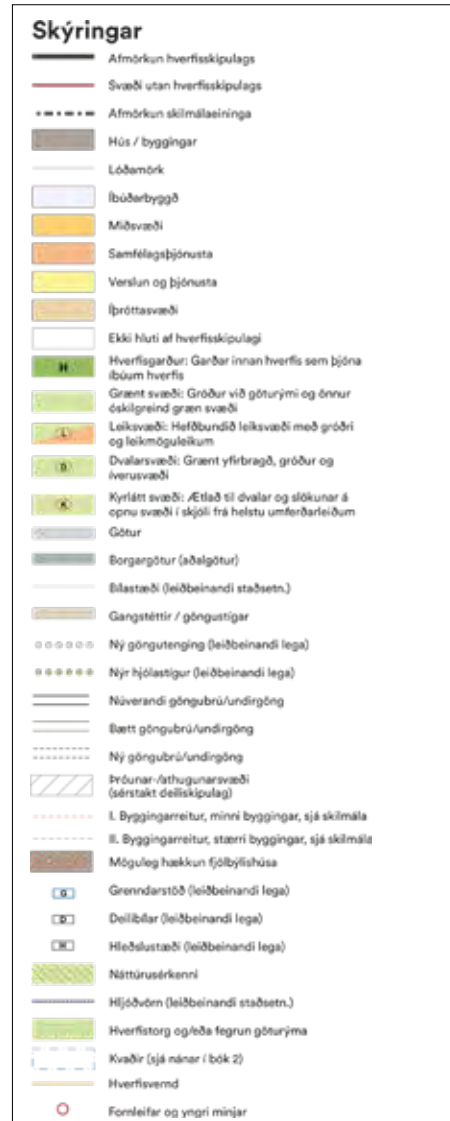 Skýringar
Afmörkun hverfisskipulags
Svæði utan hverfisskipulags
Afmörkun skilmálaeininga
Hús / byggingar
Lóðamörk
Íbúðarbyggð
Miðsvæði
Samfélagsþjónusta
Verslun og þjónusta
Íþróttasvæði
Ekki hluti af hverfisskipulagi
H
Hverfisgarður: Garðar innan hverfis sem þjóna
íbúum hverfis
Grænt svæði: Gróður við göturými og önnur
óskilgreind græn svæði
L
Leiksvæði: Hefðbundið leiksvæði með gróðri
og leikmöguleikum
D
Dvalarsvæði: Grænt yfirbragð, gróður og
íverusvæði
K
Kyrlátt svæði: Ætlað til dvalar og slökunar á
opnu svæði í skjóli frá helstu umferðarleiðum
Götur
Borgargötur (aðalgötur)
Bílastæði (leiðbeinandi staðsetn.)
Gangstéttir / göngustígar
Ný göngutenging (leiðbeinandi lega)
Nýr hjólastígur (leiðbeinandi lega)
Núverandi göngubrú/undirgöng
Bætt göngubrú/undirgöng
Ný göngubrú/undirgöng
Þróunar-/athugunarsvæði
(sérstakt deiliskipulag)
I. Byggingarreitur, minni byggingar, sjá skilmála
II. Byggingarreitur, stærri byggingar, sjá skilmála
Möguleg hækkun fjölbýlishúsa
G
Grenndarstöð (leiðbeinandi lega)
D
Deilibílar (leiðbeinandi lega)
H
Hleðslustæði (leiðbeinandi lega)
Náttúrusérkenni
Hljóðvörn (leiðbeinandi staðsetn.)
Hverfistorg og/eða fegrun göturýma
Kvaðir (sjá nánar í bók 2)
Hverfisvernd
Fornleifar og yngri minjar